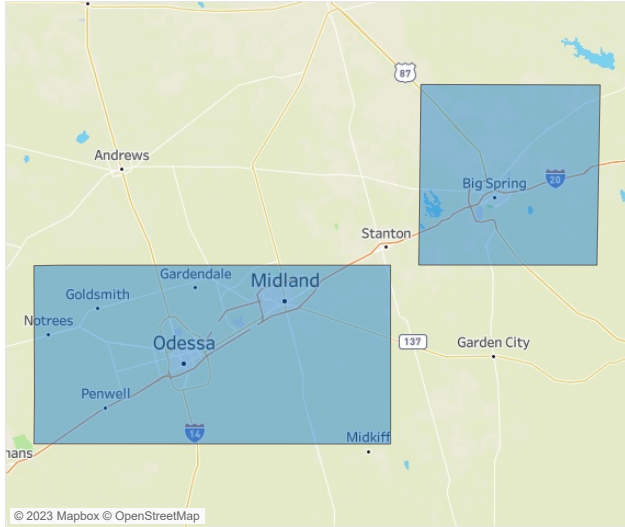 87
Andrews
Big Spring
20
Stanton
Gardendale
Midland
Goldsmith
Notrees
Odessa
137
Garden City
Penwell
14
Midkiff
nans
© 2023 Mapbox © OpenStreetMap